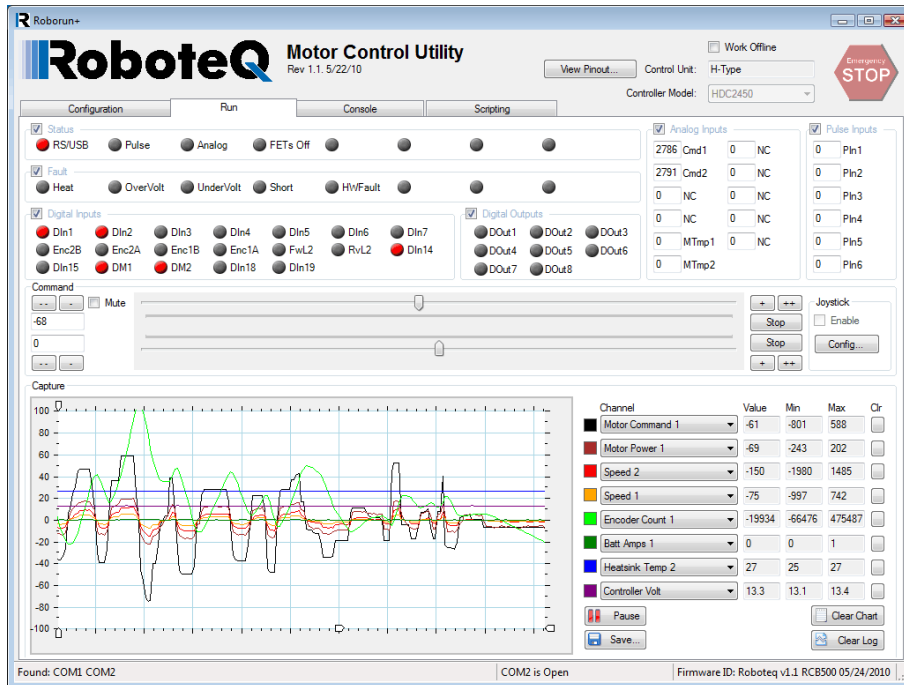 Roborun+
RoboteQ
Motor Control Utility
Rev 1.1. 5/22/10
Work Offline
View Pinout...
Control Unit: H-Type
Controller Model: HDC2450
Emergency
STOP
Configuration Run Console Scripting
Status
RS/USB Pulse Analog FETs Off
Fault
Heat OverVolt UnderVolt Short HWFault
Digital Inputs
DIn1 DIn2 DIn3 DIn4 DIn5 DIn6 DIn7
Enc2B Enc2A Enc1B Enc1A FwL2 RvL2 DIn14
DIn15 DM1 DM2 DIn18 DIn19
Digital Outputs
DOut1 DOut2 DOut3
DOut4 DOut5 DOut6
DOut7 DOut8
Analog Inputs
2786 Cmd1 0 NC
2791 Cmd2 0 NC
0 NC 0 NC
0 NC 0 NC
0 MTmp1 0 NC
0 MTmp2
Pulse Inputs
0 PIn1
0 PIn2
0 PIn3
0 PIn4
0 PIn5
0 PIn6
Command
-- - Mute
-68
0
-- -
+ ++
Stop
Stop
+ ++
Joystick
Enable
Config...
Capture
100
80
60
40
20
0
-20
-40
-60
-80
-100
Channel Value Min Max Clr
Motor Command 1 -61 -801 588
Motor Power 1 -69 -243 202
Speed 2 -150 -1980 1485
Speed 1 -75 -997 742
Encoder Count 1 -19934 -66476 475487
Batt Amps 1 0 0 1
Heatsink Temp 2 27 25 27
Controller Volt 13.3 13.1 13.4
Pause Clear Chart
Save... Clear Log
Found: COM1 COM2
COM2 is Open
Firmware ID: Roboteq v1.1 RCB500 05/24/2010